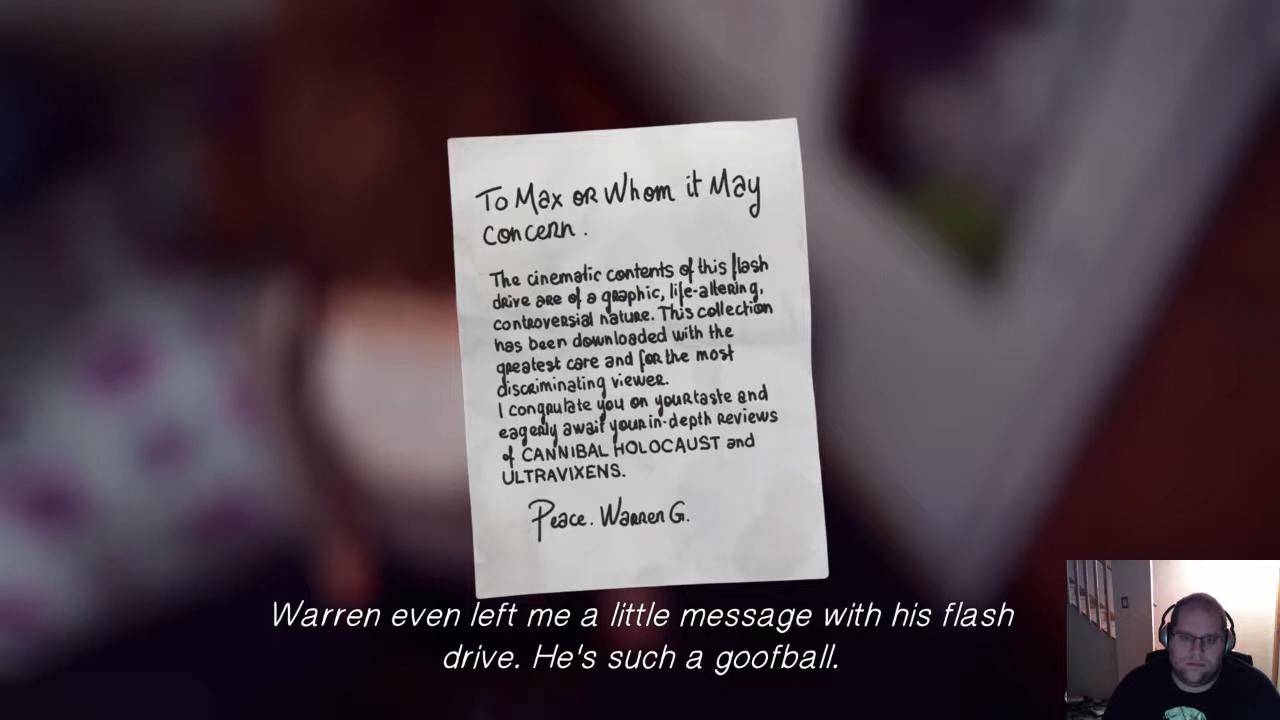 To Max or Whom it May
concern.
The cinematic contents of this flash
drive are of a graphic, life-altering,
controversial nature. This collection
has been downloaded with the
greatest care and for the most
discriminating viewer.
I congrulate you on your taste and
eagerly await your in-depth reviews
of CANNIBAL HOLOCAUST and
ULTRAVIXENS.
Peace. Warren G.
Warren even left me a little message with his flash
drive. He's such a goofball.